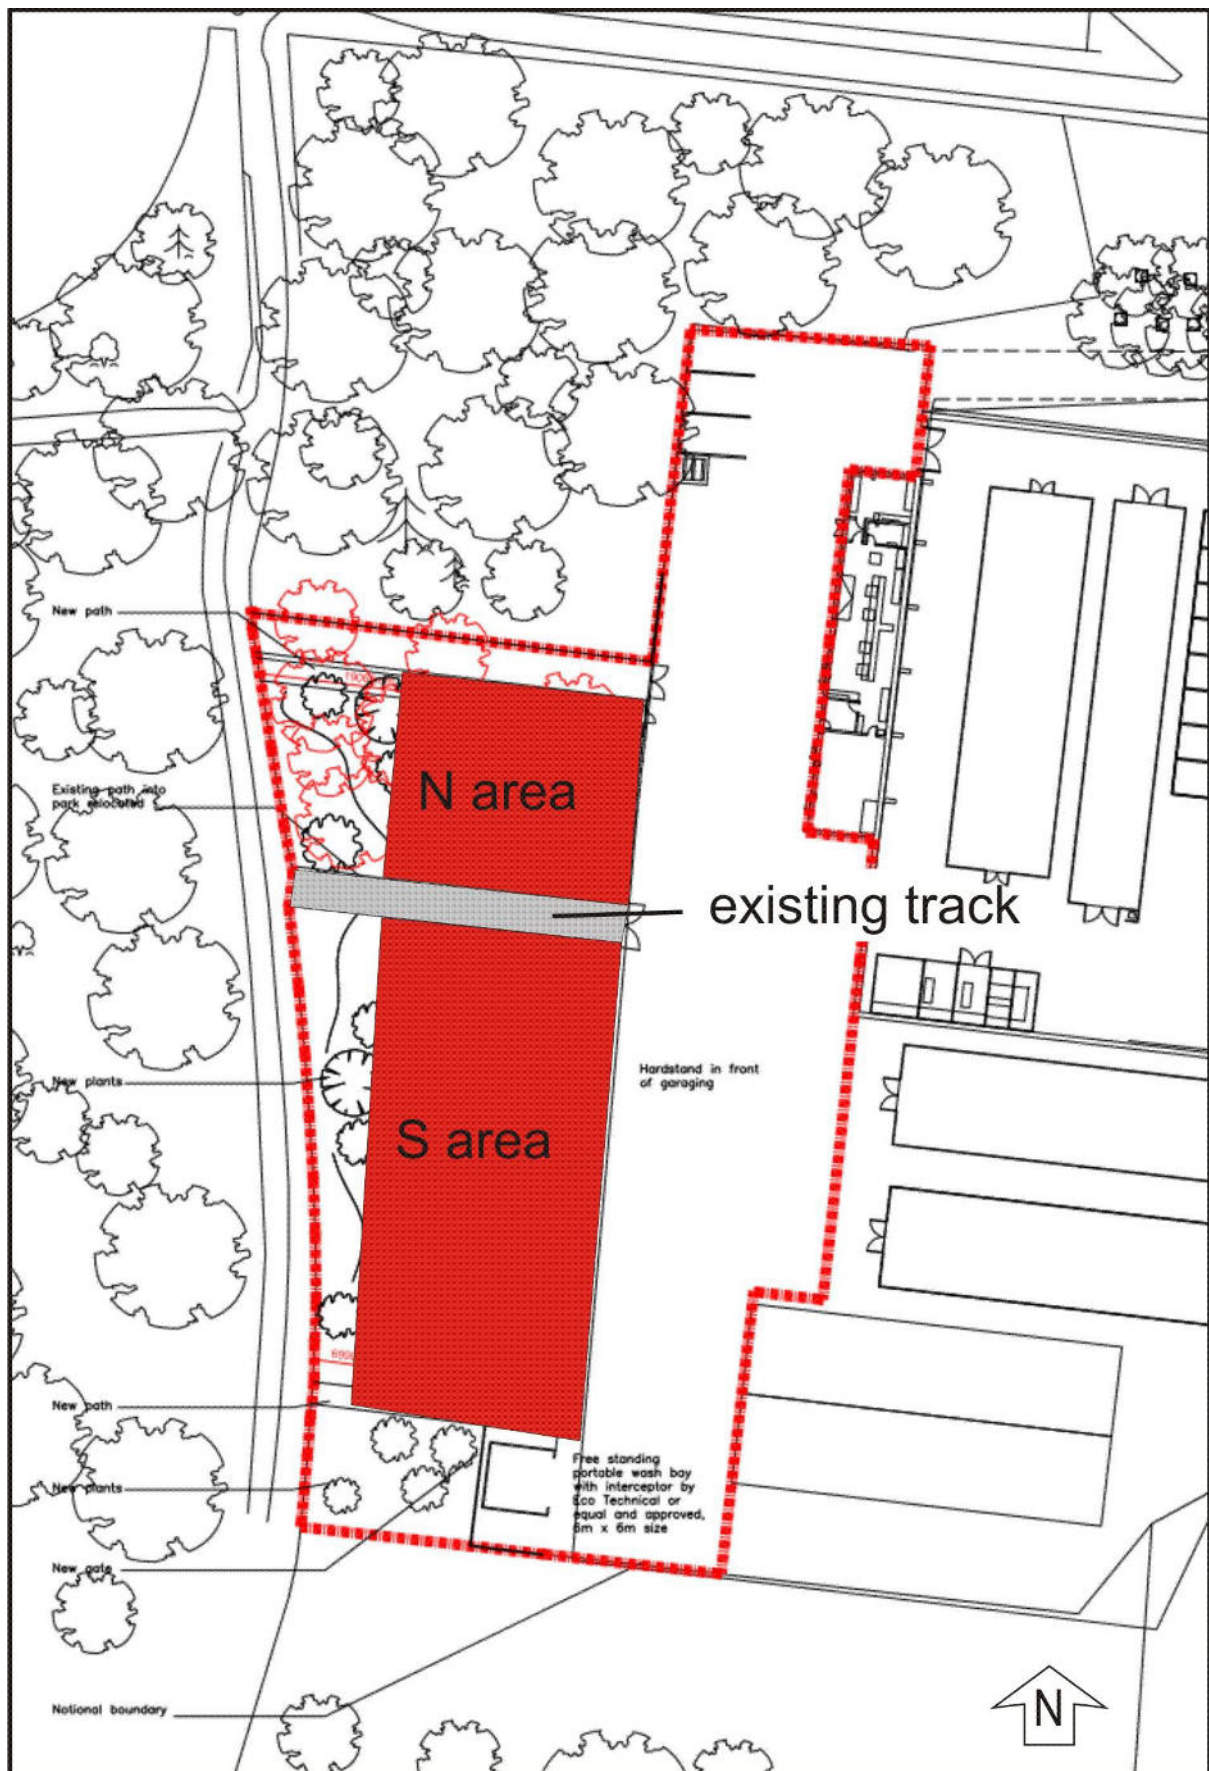 New path
N area
Existing path into
park relocated
existing track
Hardstand in front
of garaging
New plants
S area
New path
Free standing
portable wash bay
with interceptor by
Eco Technical or
equal and approved,
6m x 6m size
New plants
New gate
Notional boundary
N